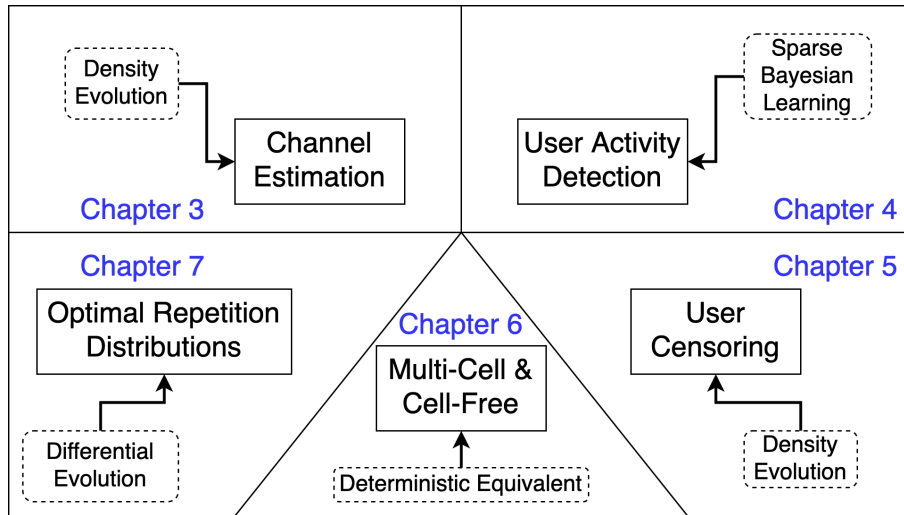 Density
Evolution
Channel
Estimation
Chapter 3
Sparse
Bayesian
Learning
User Activity
Detection
Chapter 4
Chapter 7
Optimal Repetition
Distributions
Differential
Evolution
Chapter 6
Multi-Cell &
Cell-Free
Deterministic Equivalent
Chapter 5
User
Censoring
Density
Evolution